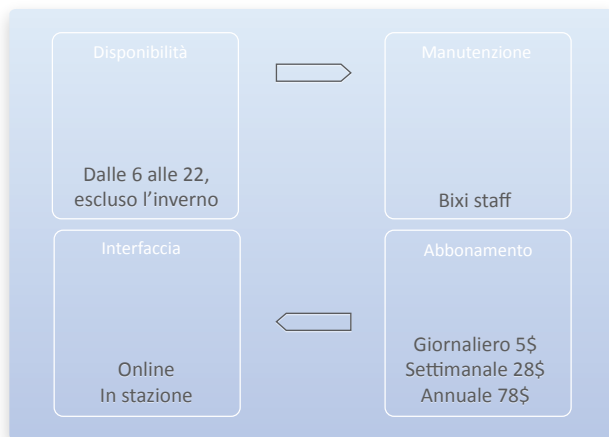 Disponibilità
Dalle 6 alle 22,
escluso l’inverno
Manutenzione
Bixi staff
Interfaccia
Online
In stazione
Abbonamento
Giornaliero 5$
Settimanale 28$
Annuale 78$